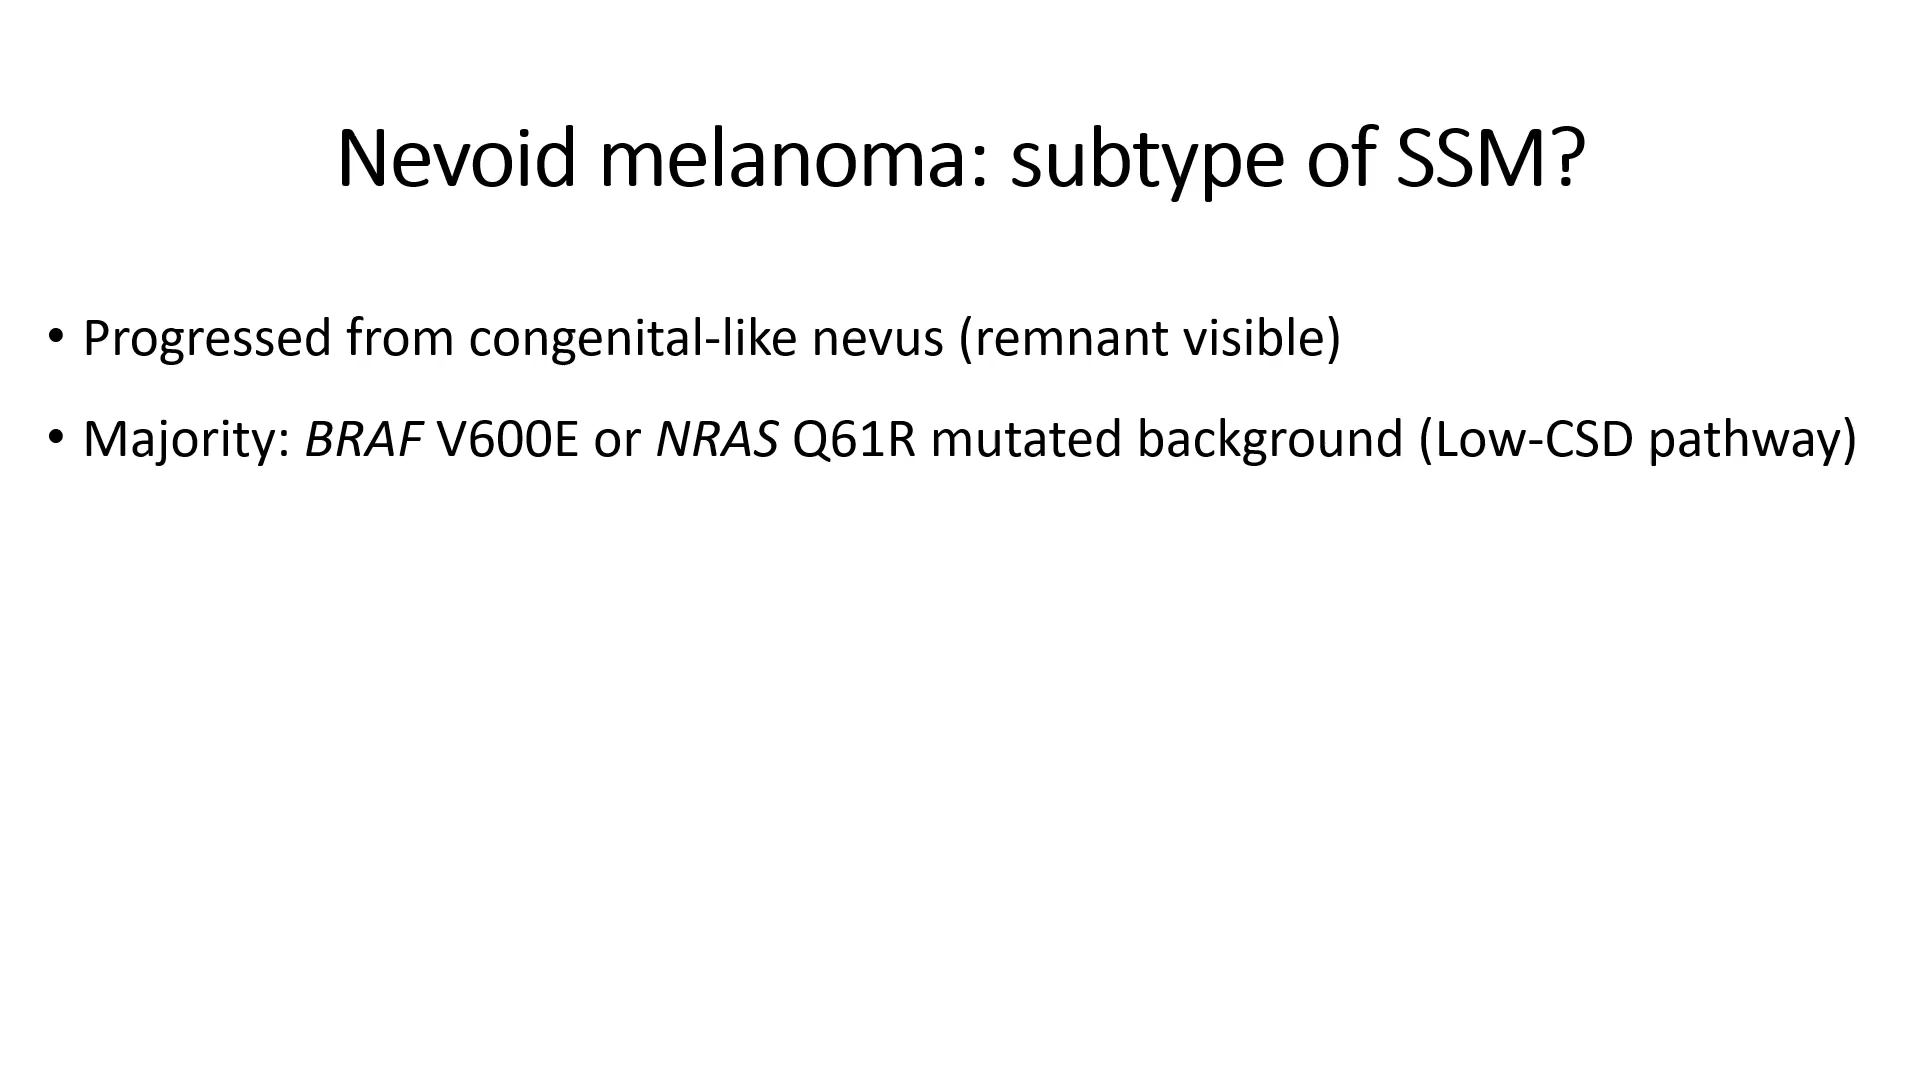 Nevoid melanoma: subtype of SSM?
• Progressed from congenital-like nevus (remnant visible)
• Majority: BRAF V600E or NRAS Q61R mutated background (Low-CSD pathway)